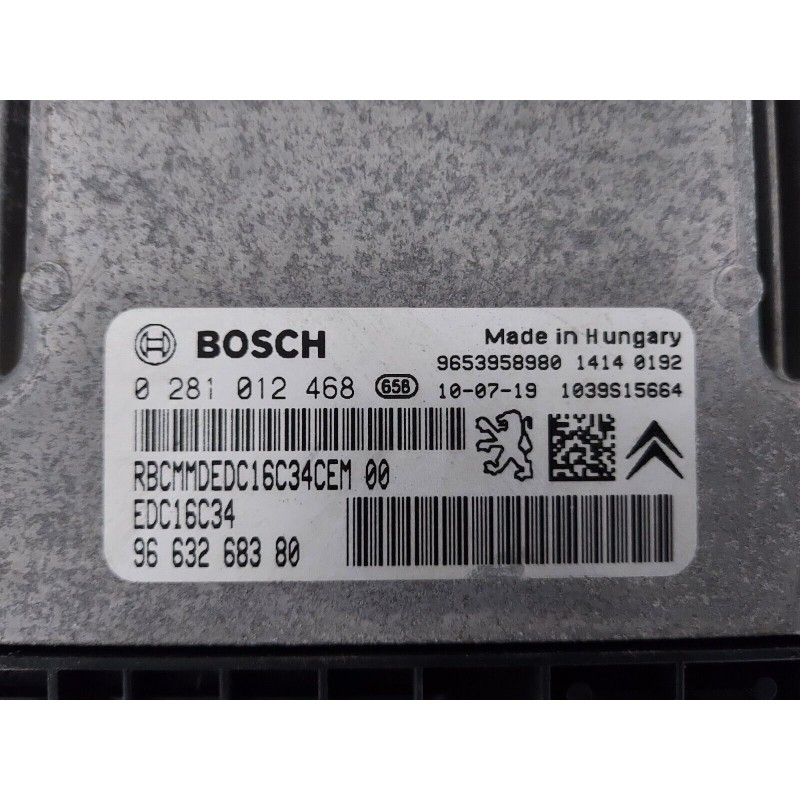 BOSCH
Made in Hungary
9653958980 1414 0192
0 281 012 468 658 10-07-19 1039S15664
RBCMMDEDC16C34CEM 00
EDC16C34
96 632 683 80